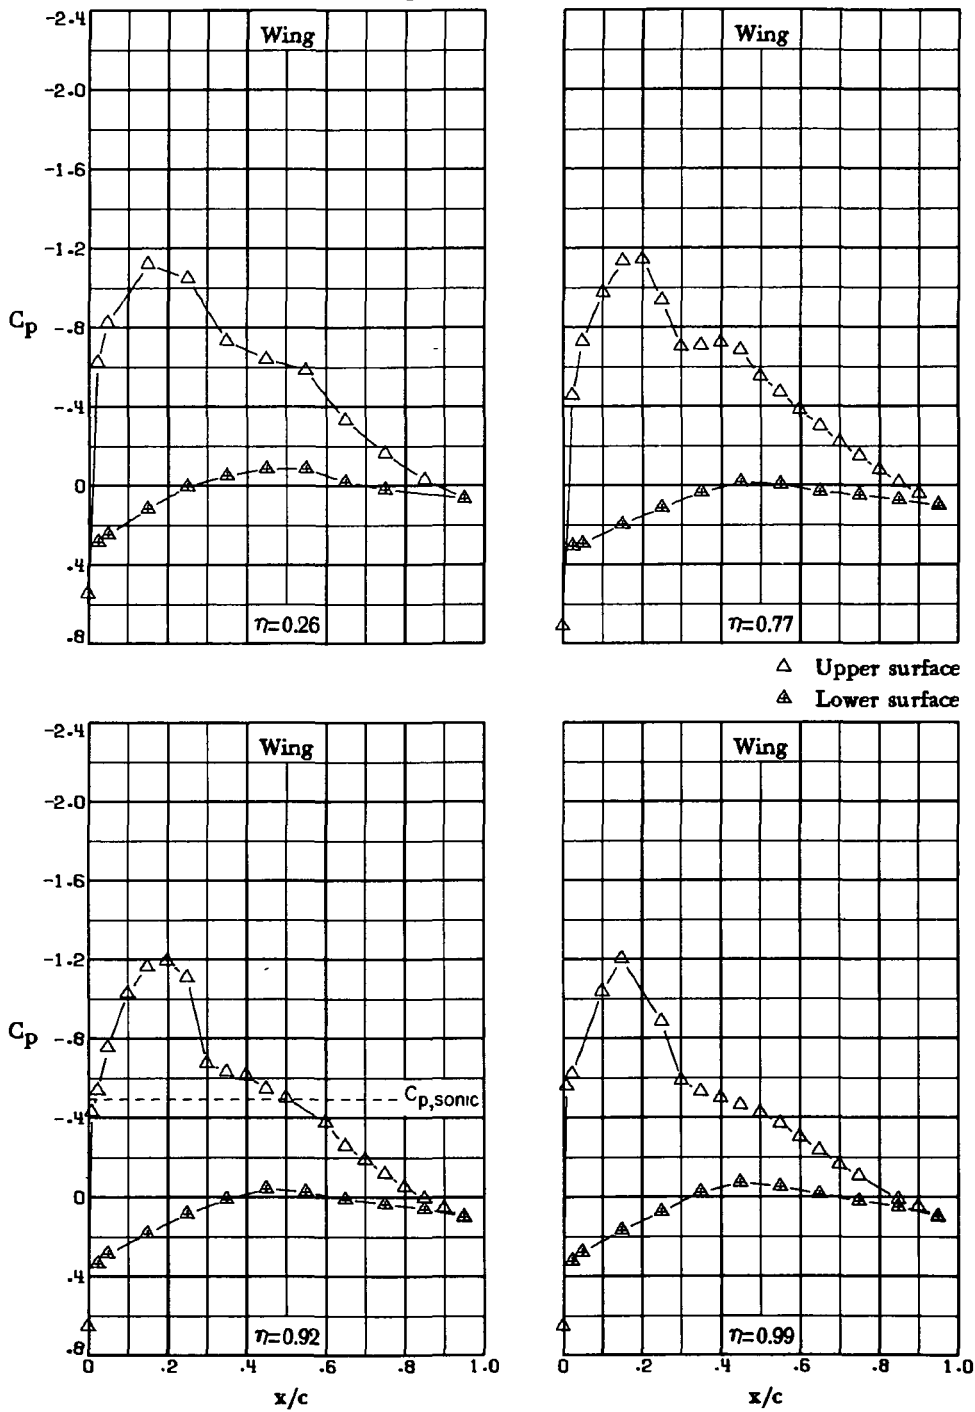 Wing
Wing
-2.4
-2.0
-1.6
-1.2
Cp
-.8
-.4
0
.4
.8
η=0.26
η=0.77
Upper surface
Lower surface
Wing
Wing
-2.4
-2.0
-1.6
-1.2
Cp
-.8
Cp,sonic
-.4
0
.4
.8
η=0.92
η=0.99
0 .2 .4 .6 .8 1.0
0 .2 .4 .6 .8 1.0
x/c
x/c